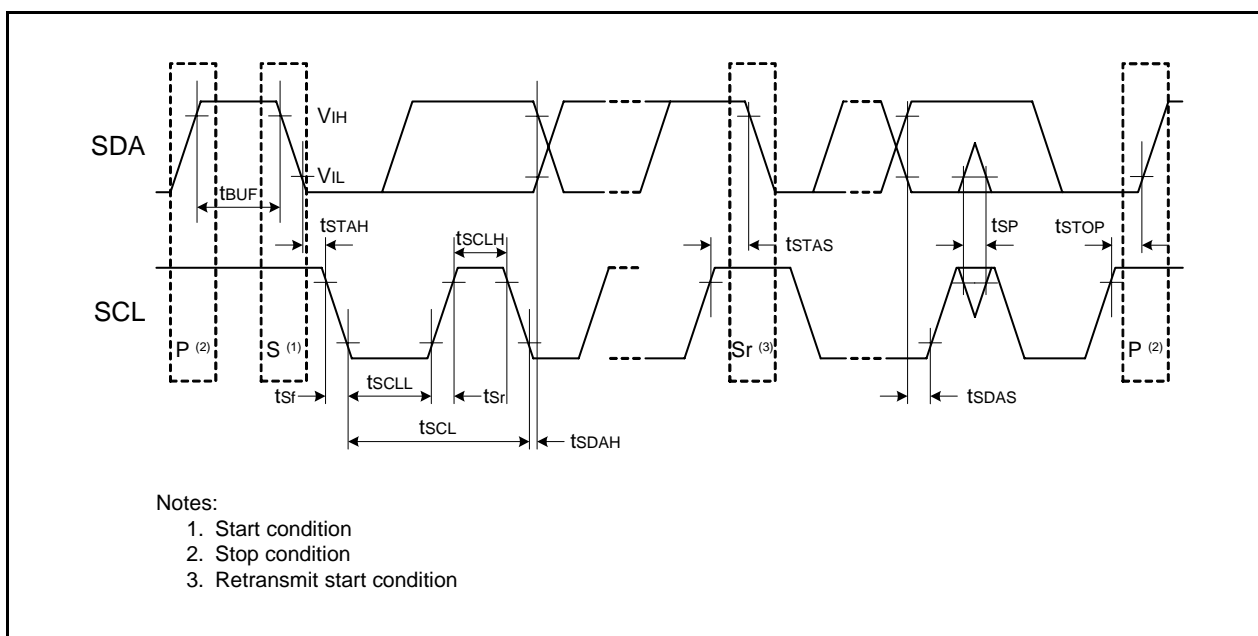 SDA
VIH
VIL
tBUF
tSTAH
tSCLH
tSTAS
tSP
tSTOP
SCL
P (2)
S (1)
Sr (3)
P (2)
tSf
tSCLL
tSr
tSDAS
tSCL
tSDAH
Notes:
1. Start condition
2. Stop condition
3. Retransmit start condition